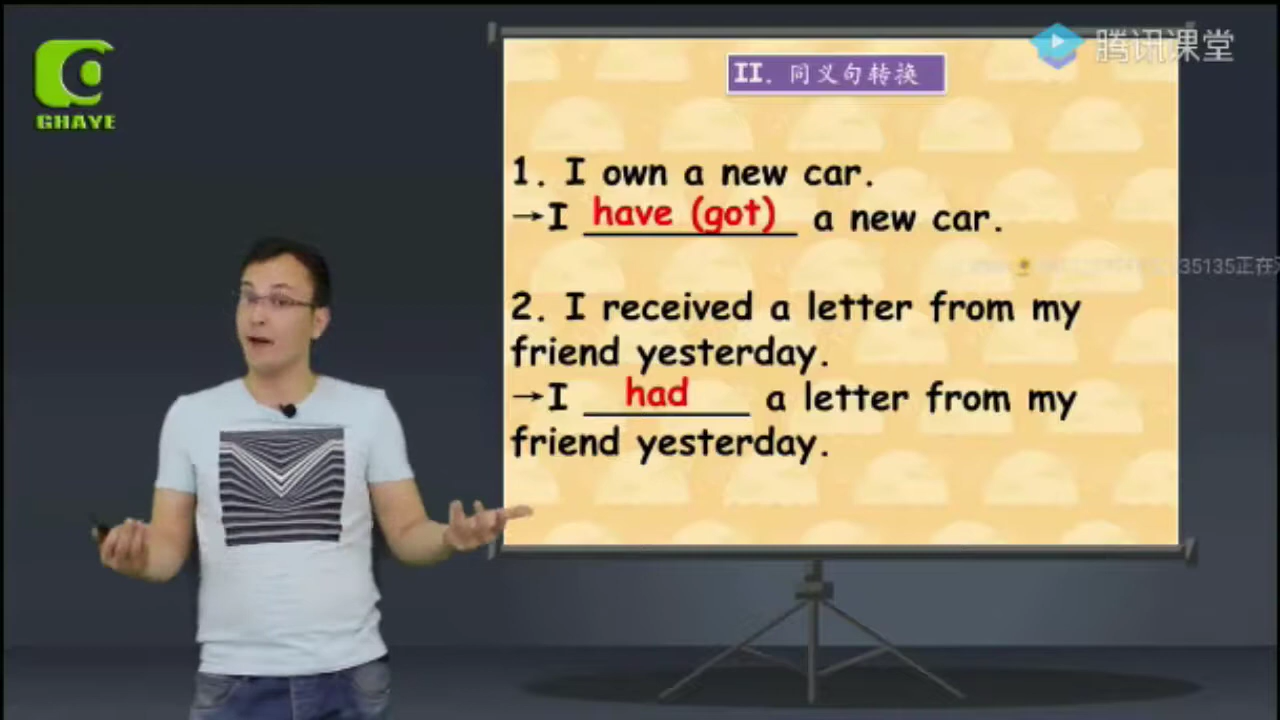 GHAYE
腾讯课堂
II. 同义句转换
1. I own a new car.
→I have (got) a new car.
35135正在
2. I received a letter from my
friend yesterday.
→I had a letter from my
friend yesterday.